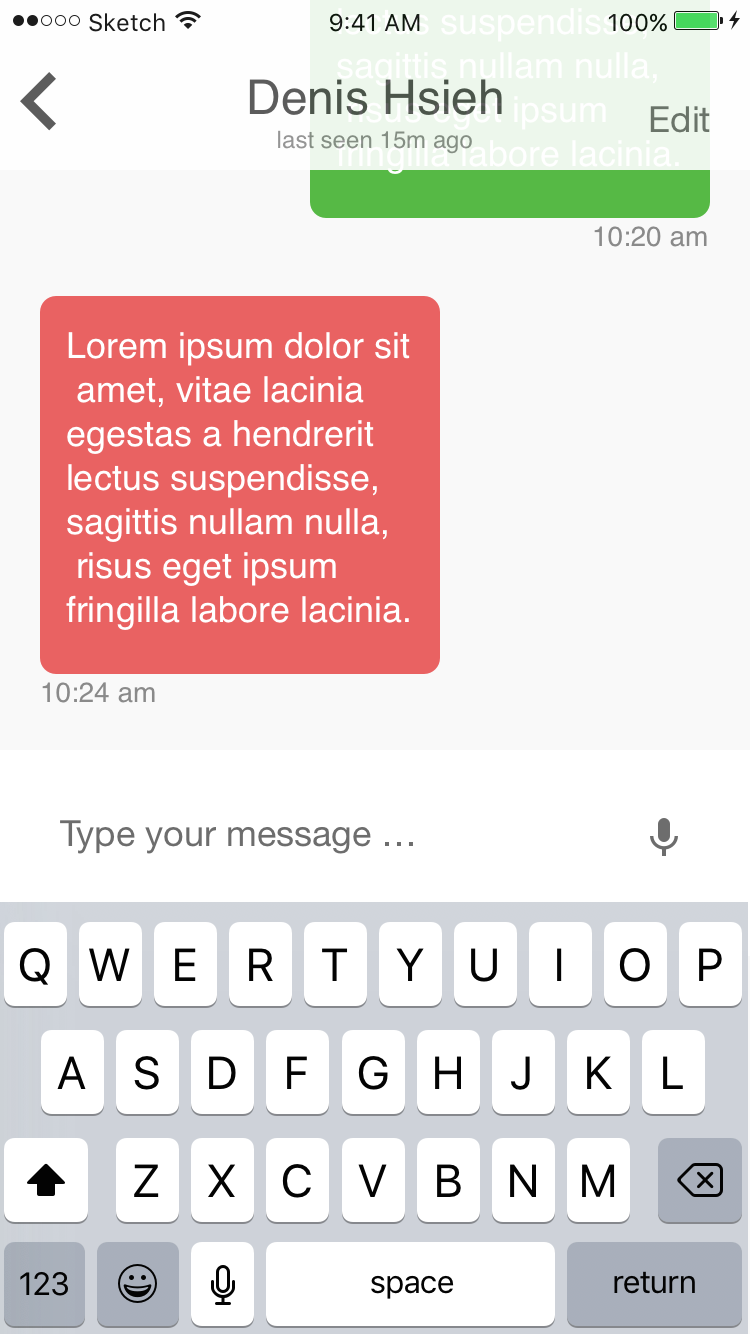 Sketch 9:41 AM 100%
lectus suspendisse,
sagittis nullam nulla,
Denis Hsieh
risus eget ipsum
Edit
last seen 15m ago
fringilla labore lacinia.
10:20 am
Lorem ipsum dolor sit
amet, vitae lacinia
egestas a hendrerit
lectus suspendisse,
sagittis nullam nulla,
risus eget ipsum
fringilla labore lacinia.
10:24 am
Type your message ...
Q W E R T Y U I O P
A S D F G H J K L
Z X C V B N M
123 space return